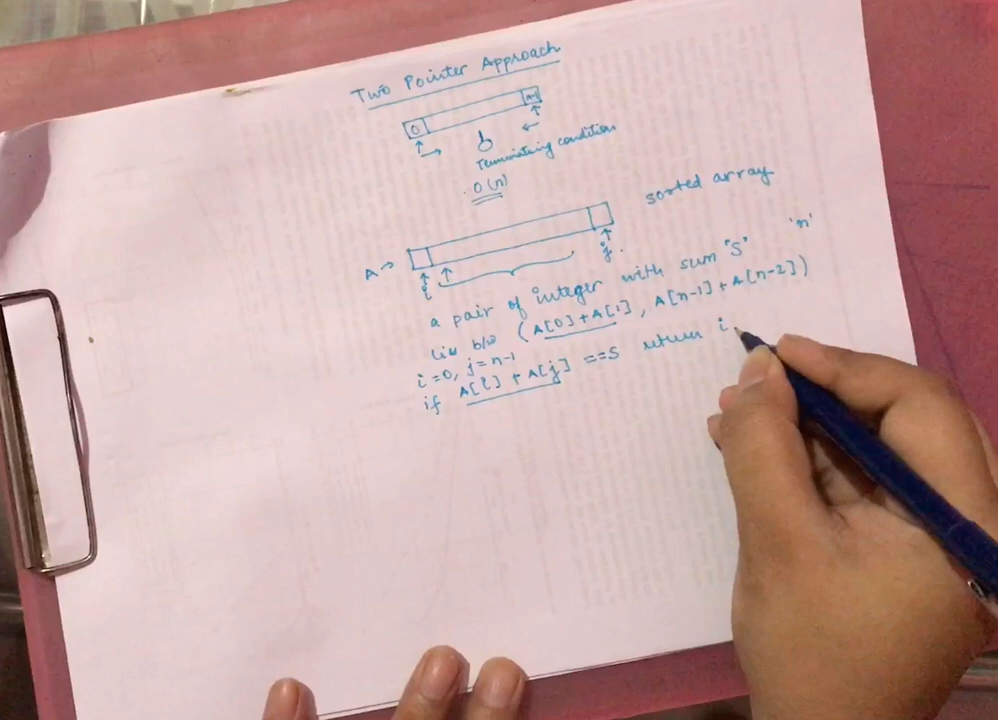 Two Pointer Approach
0 n-1
Terminating condition
O(n)
sorted array
A →
i j
a pair of integer with sum 's' 'n'
lie b/w (A[0]+A[1], A[n-1]+A[n-2])
i=0, j=n-1
if A[i] + A[j] ==S return i